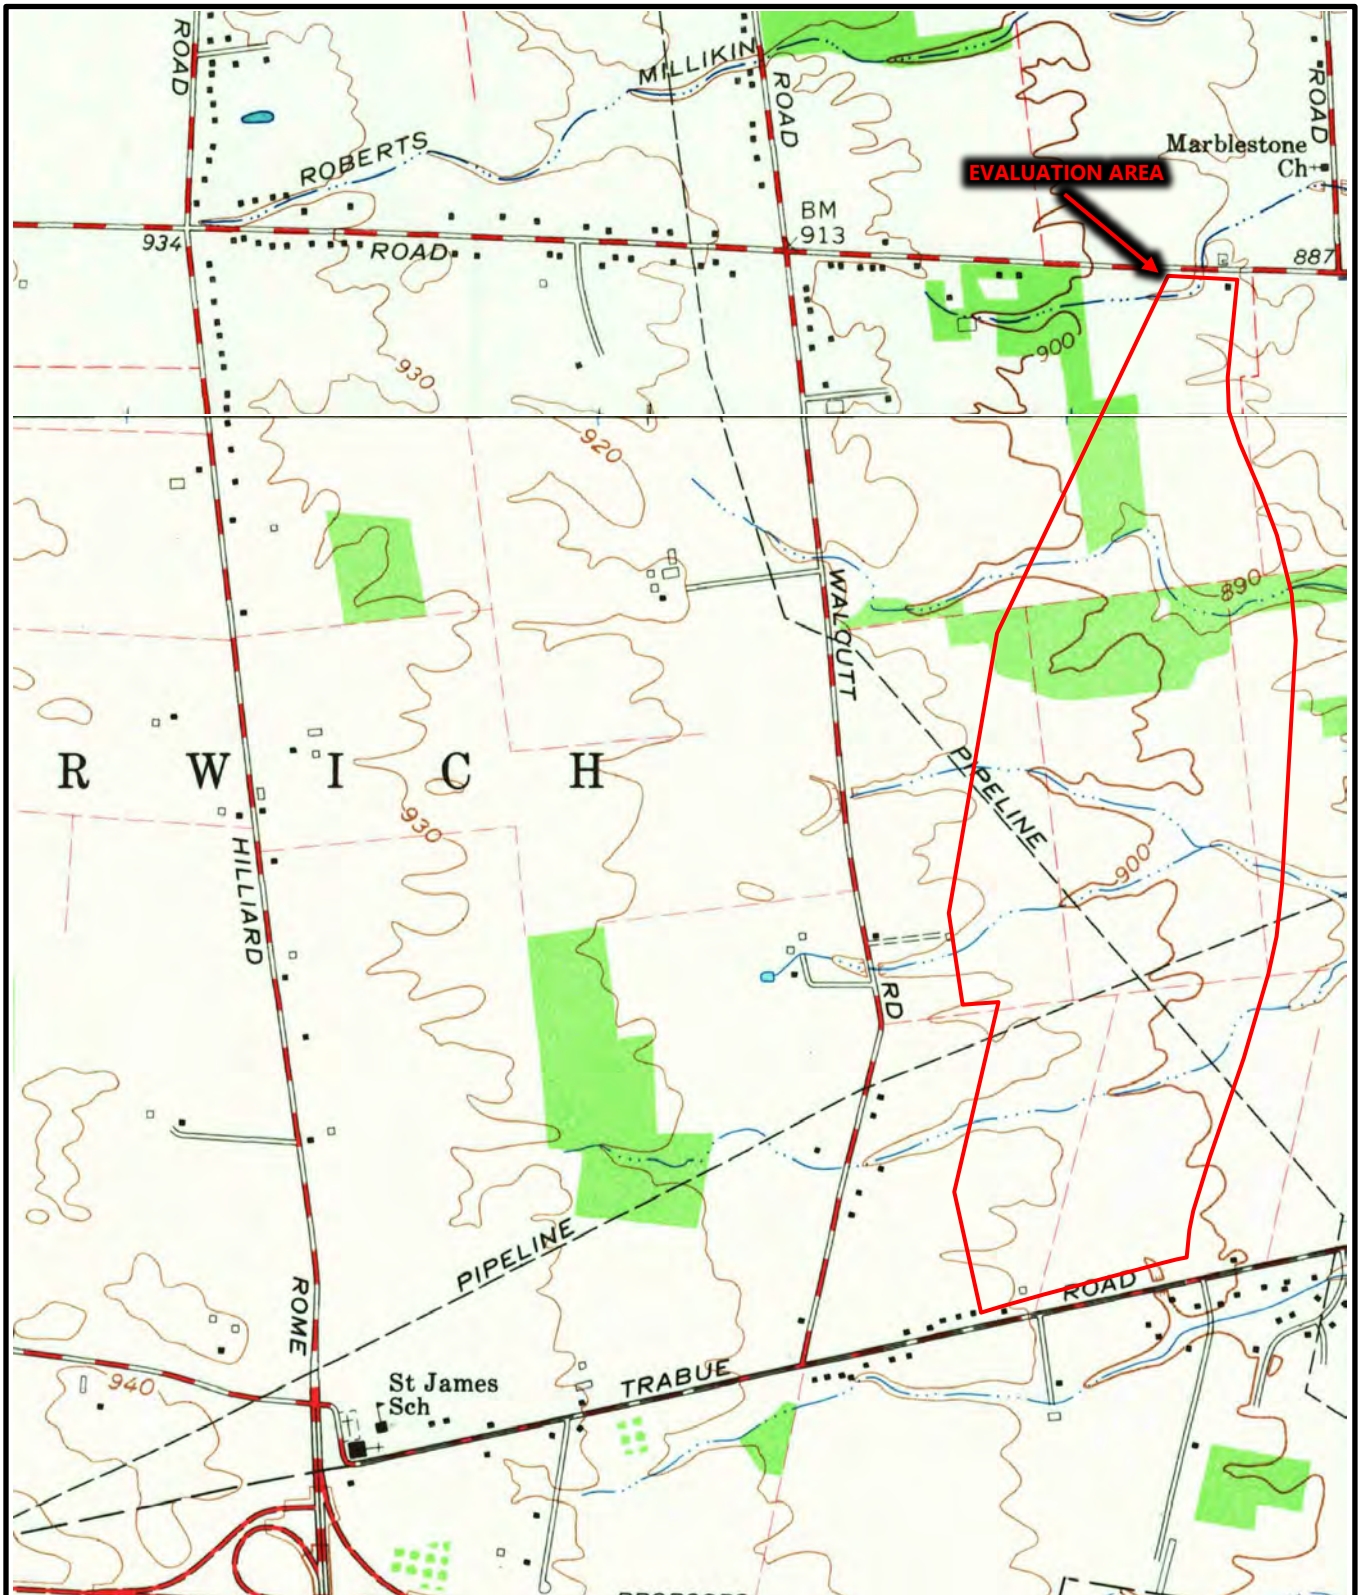 ROAD
MILLIKIN
ROAD
ROAD
Marblestone
Ch
EVALUATION AREA
ROBERTS
BM
913
934
ROAD
887
900
930
920
890
WALQUTT
R W I C H
PIPELINE
930
HILLIARD
900
RD
PIPELINE
ROME
ROAD
940
St James
Sch
TRABUE